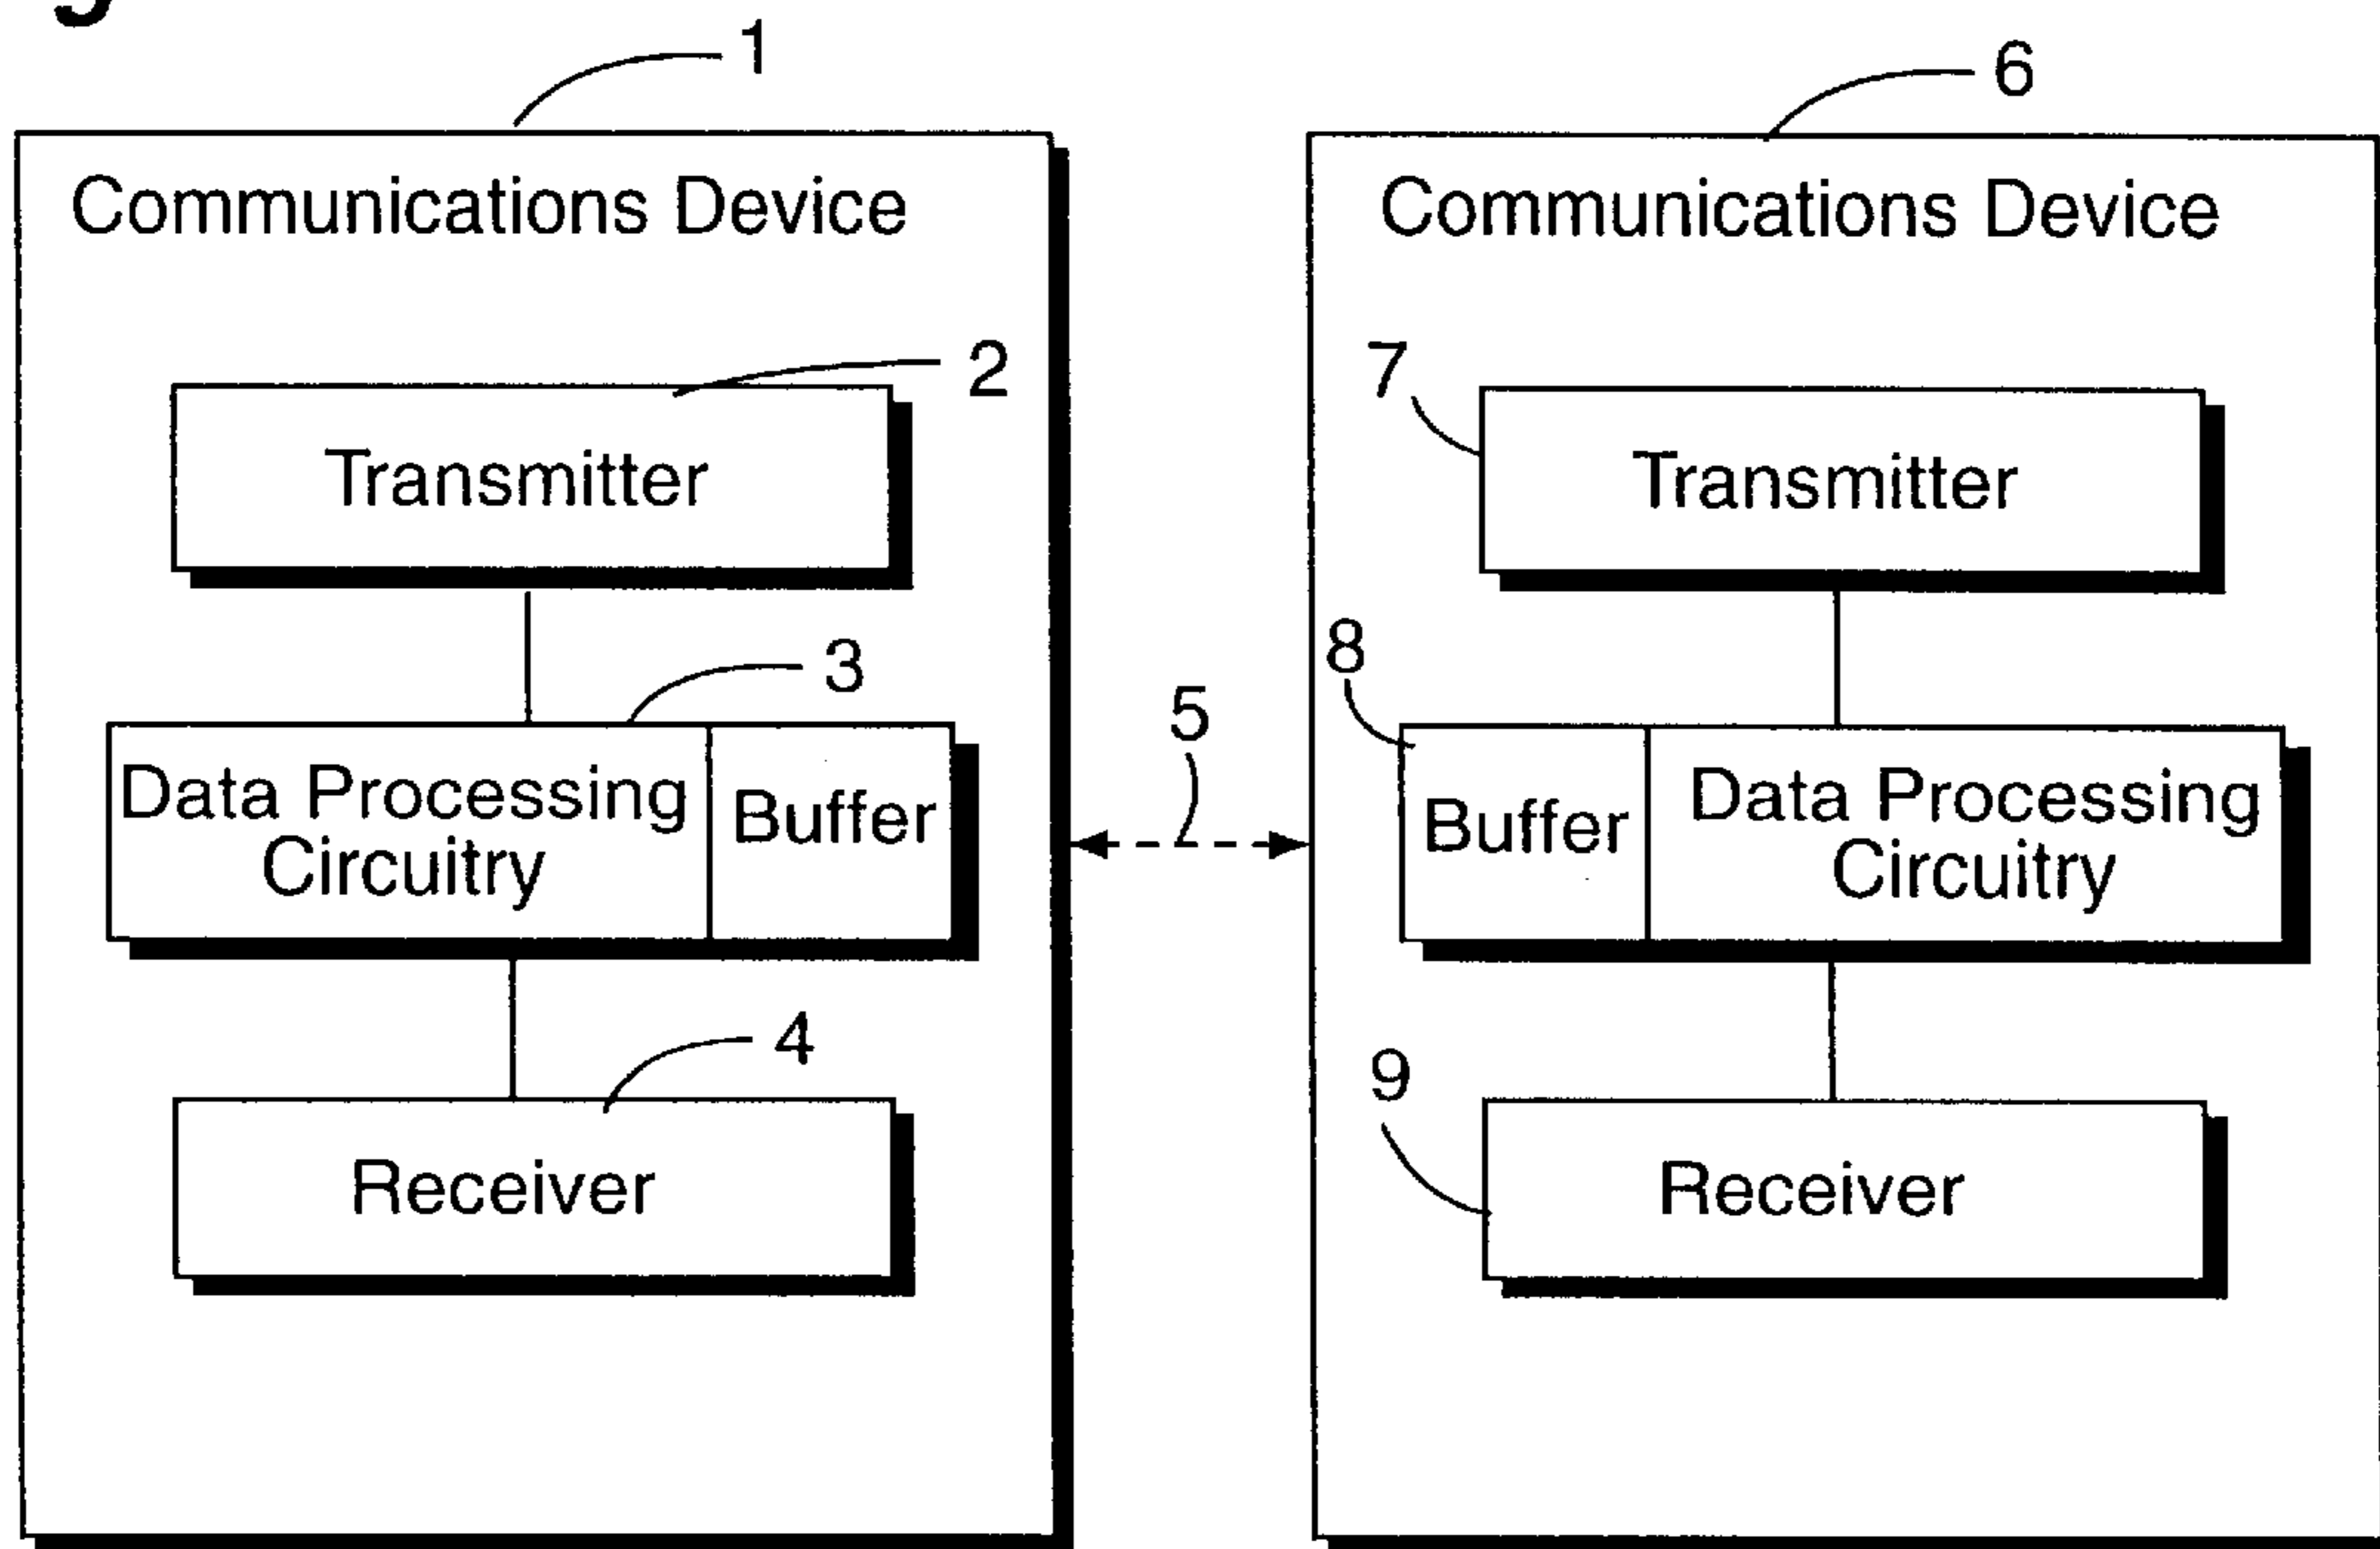 1
6
Communications Device
Communications Device
2
7
Transmitter
Transmitter
3
8
5
Data Processing
Circuitry
Buffer
Buffer
Data Processing
Circuitry
4
9
Receiver
Receiver